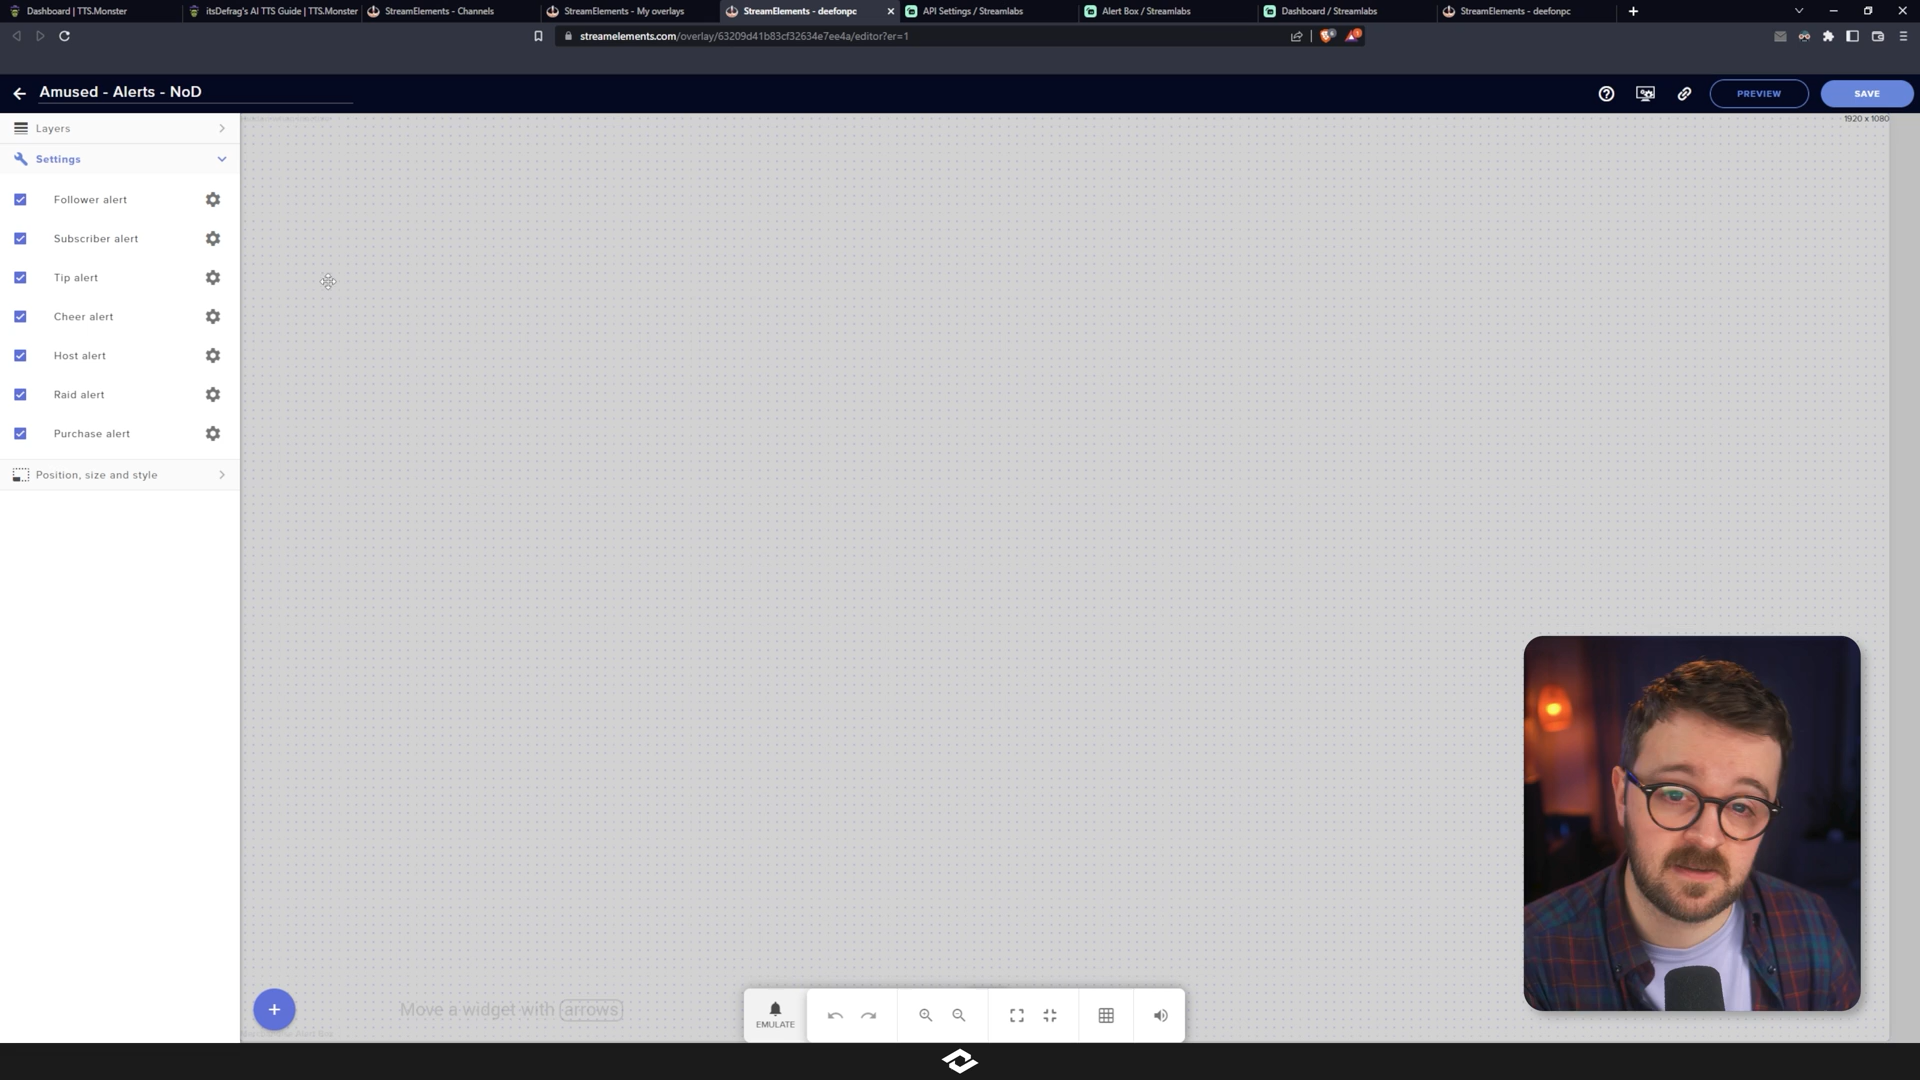 Dashboard | TTS.Monster
itsDefrag's AI TTS Guide | TTS.Monster
StreamElements - Channels
StreamElements - My overlays
StreamElements - deefonpc
API Settings / Streamlabs
Alert Box / Streamlabs
Dashboard / Streamlabs
StreamElements - deefonpc
streamelements.com/overlay/63209d41b83cf32634e7ee4a/editor?er=1
Amused - Alerts - NoD
PREVIEW
SAVE
1920 x 1080
Layers
Settings
Follower alert
Subscriber alert
Tip alert
Cheer alert
Host alert
Raid alert
Purchase alert
Position, size and style
Move a widget with arrows
EMULATE